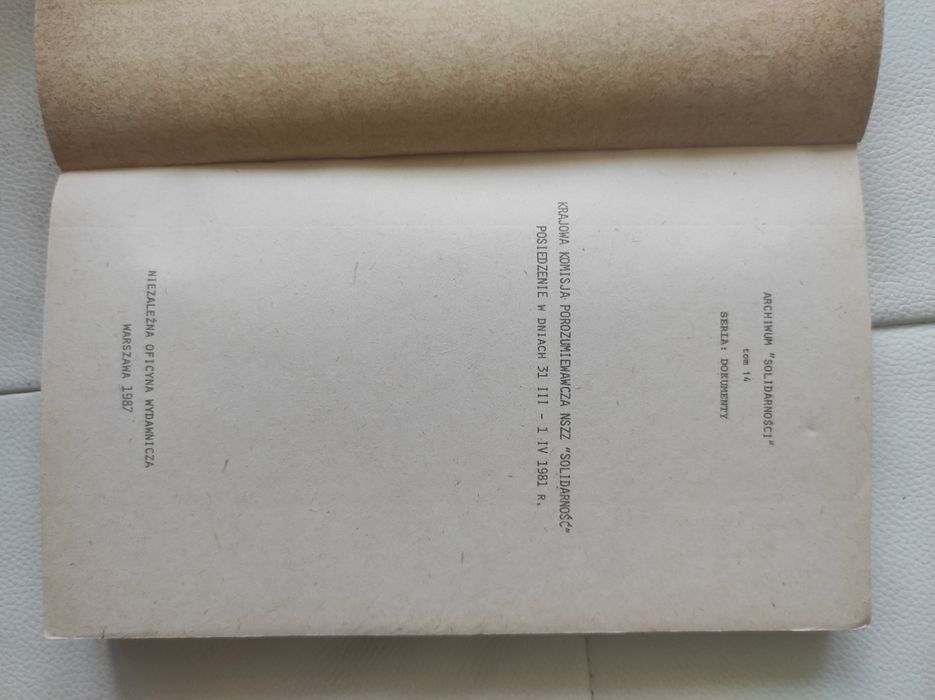 ARCHIWUM "SOLIDARNOŚCI"
tom 14
SERIA: DOKUMENTY
KRAJOWA KOMISJA POROZUMIEWAWCZA NSZZ "SOLIDARNOŚĆ"
POSIEDZENIE W DNIACH 31 III - 1 IV 1981 R.
NIEZALEŻNA OFICYNA WYDAWNICZA
WARSZAWA 1987